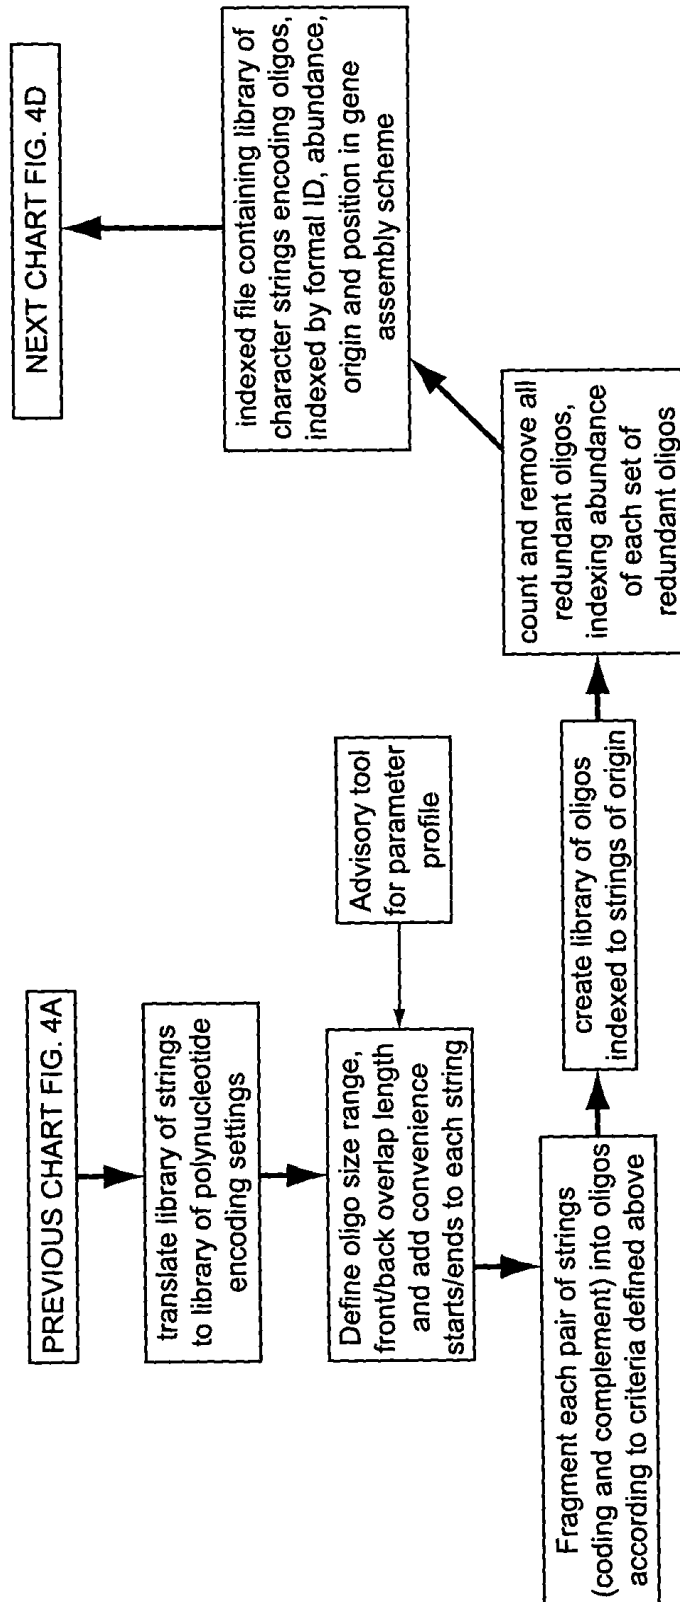 PREVIOUS CHART FIG. 4A
translate library of strings
to library of polynucleotide
encoding settings
Define oligo size range,
front/back overlap length
and add convenience
starts/ends to each string
Advisory tool
for parameter
profile
Fragment each pair of strings
(coding and complement) into oligos
according to criteria defined above
create library of oligos
indexed to strings of origin
count and remove all
redundant oligos,
indexing abundance
of each set of
redundant oligos
indexed file containing library of
character strings encoding oligos,
indexed by formal ID, abundance,
origin and position in gene
assembly scheme
NEXT CHART FIG. 4D